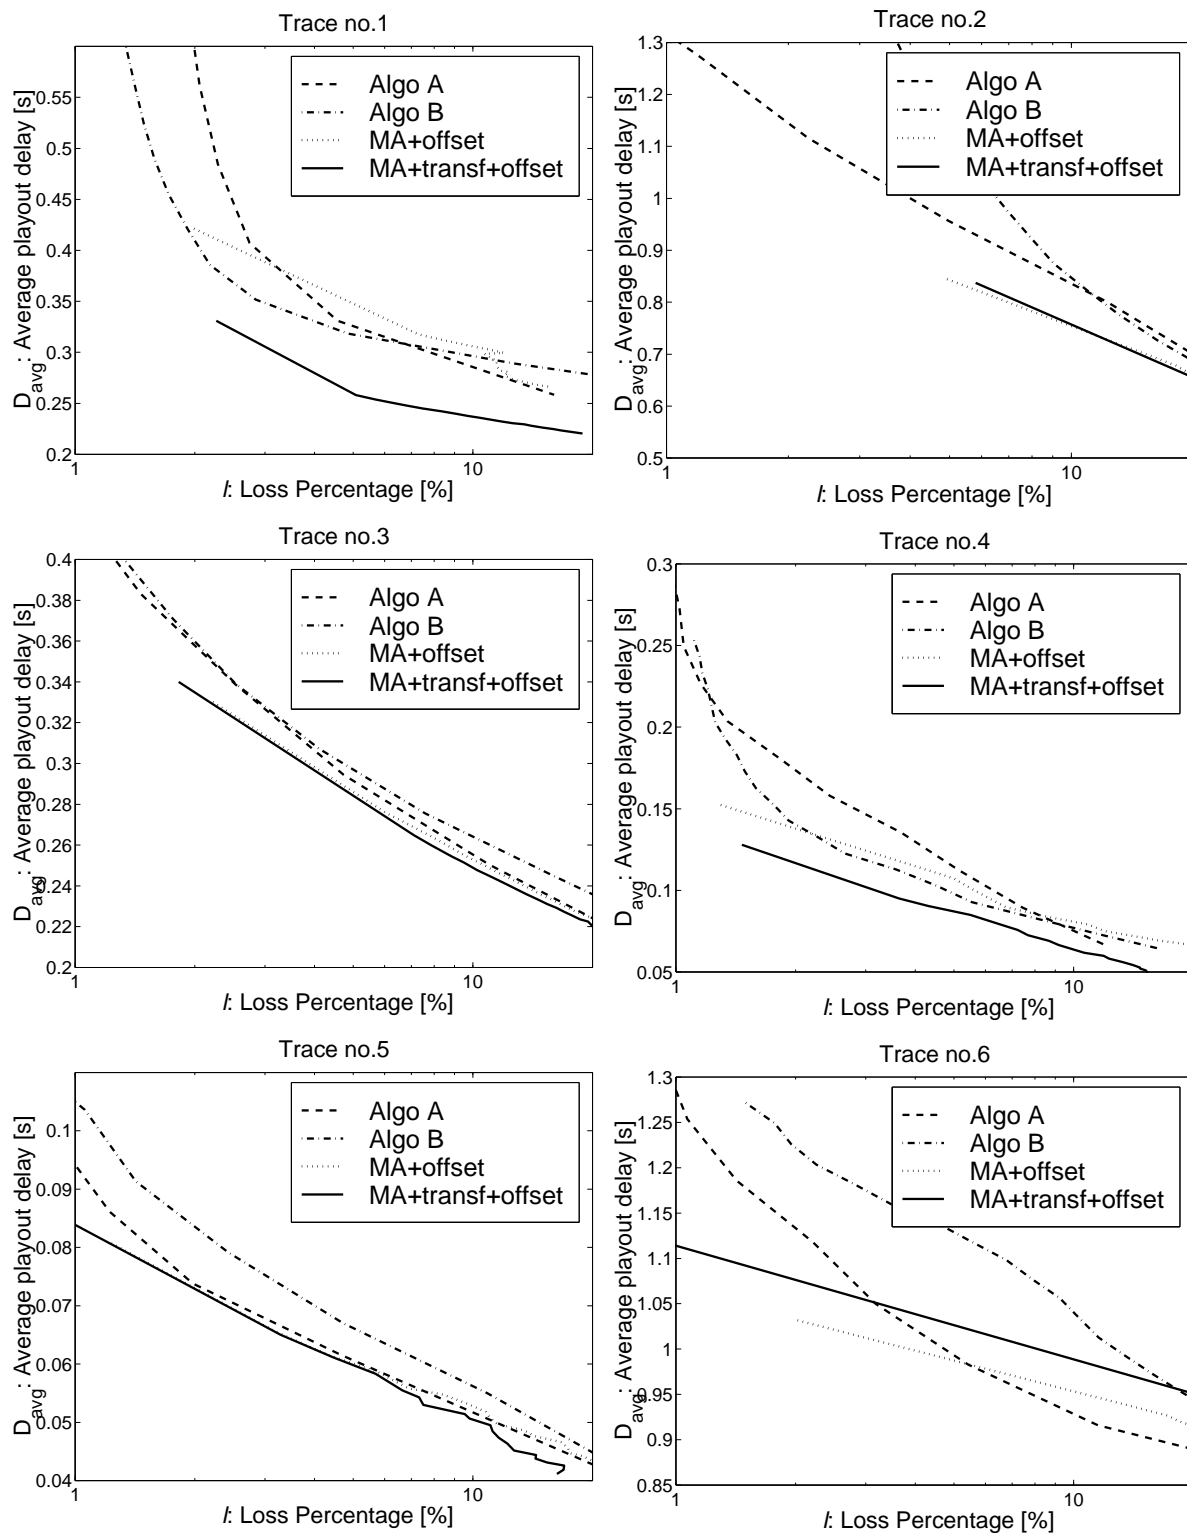 Trace no.1
0.55
0.5
0.45
0.4
0.35
0.3
0.25
0.2
1
10
D_avg: Average playout delay [s]
l: Loss Percentage [%]
Algo A
Algo B
MA+offset
MA+transf+offset
Trace no.2
1.3
1.2
1.1
1
0.9
0.8
0.7
0.6
0.5
1
10
D_avg: Average playout delay [s]
l: Loss Percentage [%]
Algo A
Algo B
MA+offset
MA+transf+offset
Trace no.3
0.4
0.38
0.36
0.34
0.32
0.3
0.28
0.26
0.24
0.22
0.2
1
10
D_avg: Average playout delay [s]
l: Loss Percentage [%]
Algo A
Algo B
MA+offset
MA+transf+offset
Trace no.4
0.3
0.25
0.2
0.15
0.1
0.05
1
10
D_avg: Average playout delay [s]
l: Loss Percentage [%]
Algo A
Algo B
MA+offset
MA+transf+offset
Trace no.5
0.1
0.09
0.08
0.07
0.06
0.05
0.04
1
10
D_avg: Average playout delay [s]
l: Loss Percentage [%]
Algo A
Algo B
MA+offset
MA+transf+offset
Trace no.6
1.3
1.25
1.2
1.15
1.1
1.05
1
0.95
0.9
0.85
1
10
D_avg: Average playout delay [s]
l: Loss Percentage [%]
Algo A
Algo B
MA+offset
MA+transf+offset